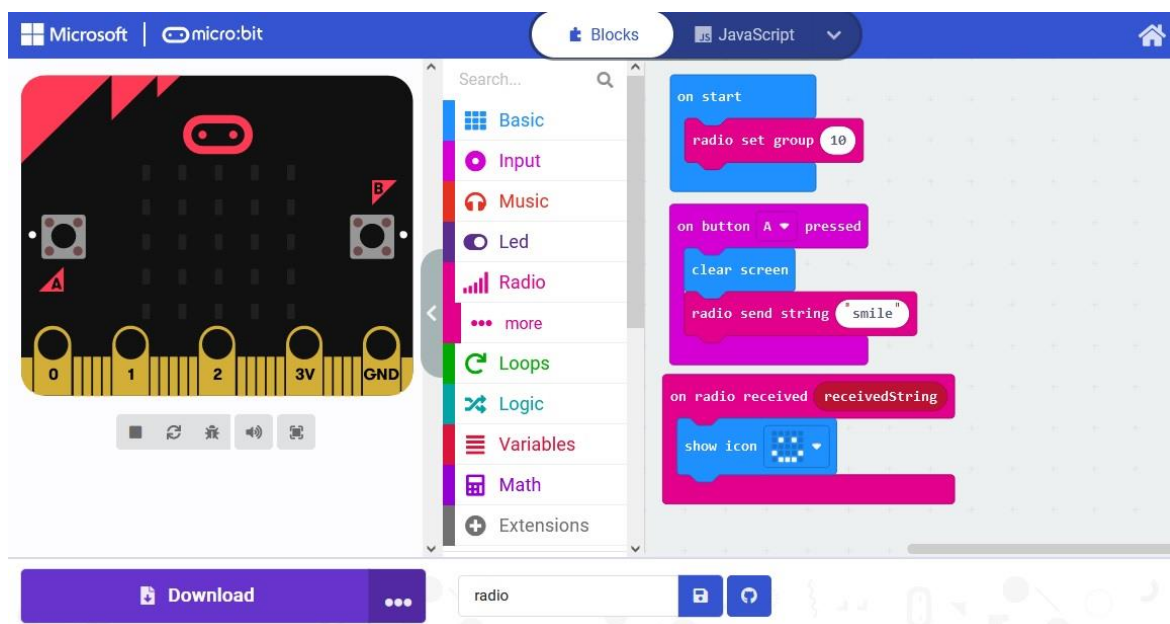 Microsoft micro:bit
Blocks
JS JavaScript
B
A
0 1 2 3V GND
Search...
Basic
Input
Music
Led
Radio
more
Loops
Logic
Variables
Math
Extensions
on start
radio set group 10
on button A pressed
clear screen
radio send string "smile"
on radio received receivedString
show icon
Download
radio